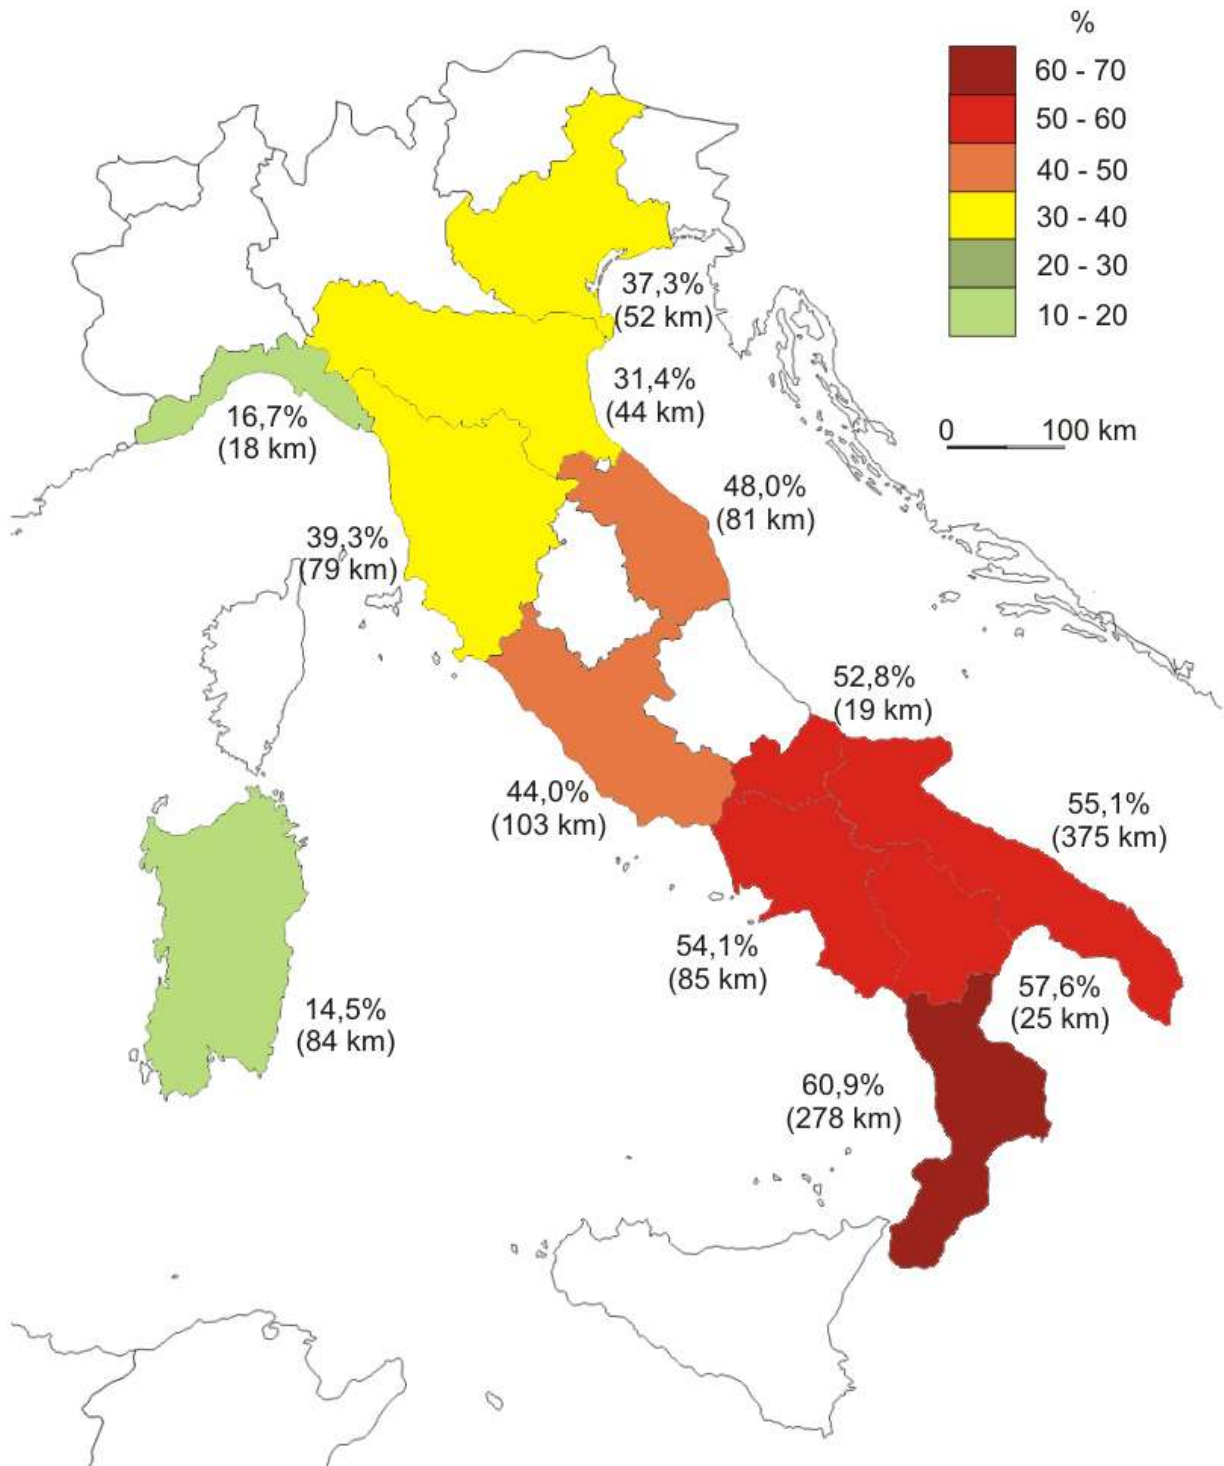 %
60 - 70
50 - 60
40 - 50
30 - 40
20 - 30
10 - 20
0 100 km
37,3%
(52 km)
31,4%
(44 km)
16,7%
(18 km)
48,0%
(81 km)
39,3%
(79 km)
52,8%
(19 km)
44,0%
(103 km)
55,1%
(375 km)
54,1%
(85 km)
57,6%
(25 km)
14,5%
(84 km)
60,9%
(278 km)